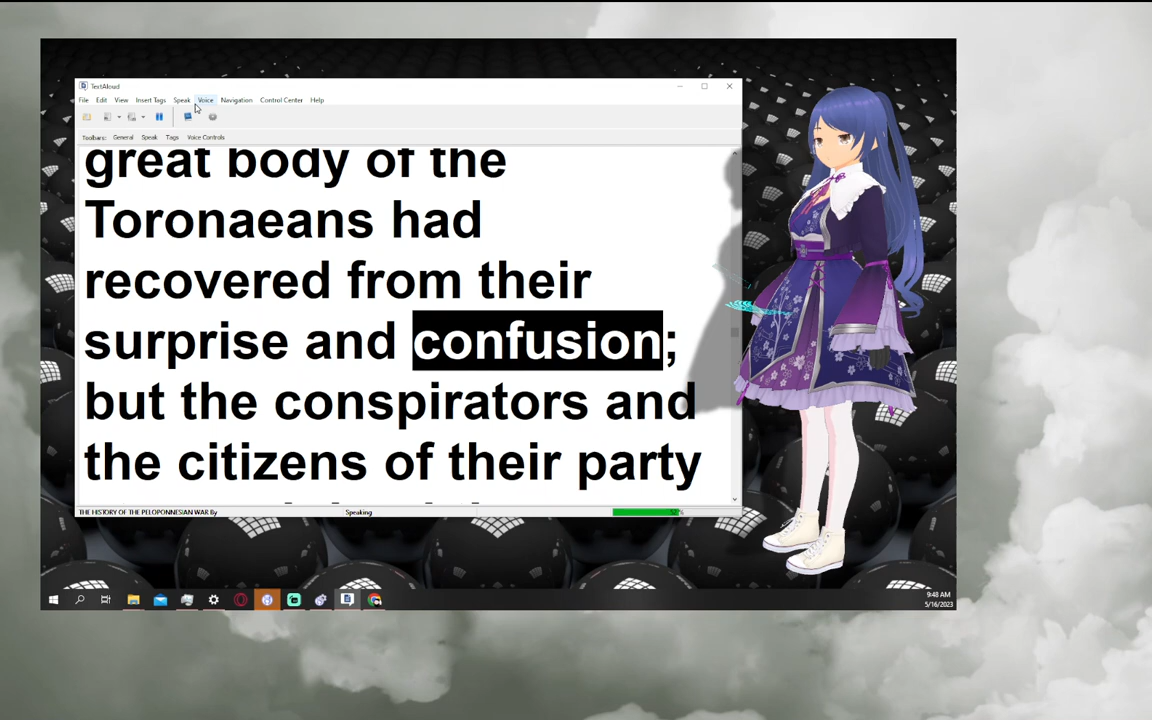 TextAloud
File Edit View Insert Tags Speak Voice Navigation Control Center Help
Toolbars: General Speak Tags Voice Controls
great body of the
Toronaeans had
recovered from their
surprise and confusion;
but the conspirators and
the citizens of their party
THE HISTORY OF THE PELOPONNESIAN WAR By Speaking
9:48 AM
5/16/2023